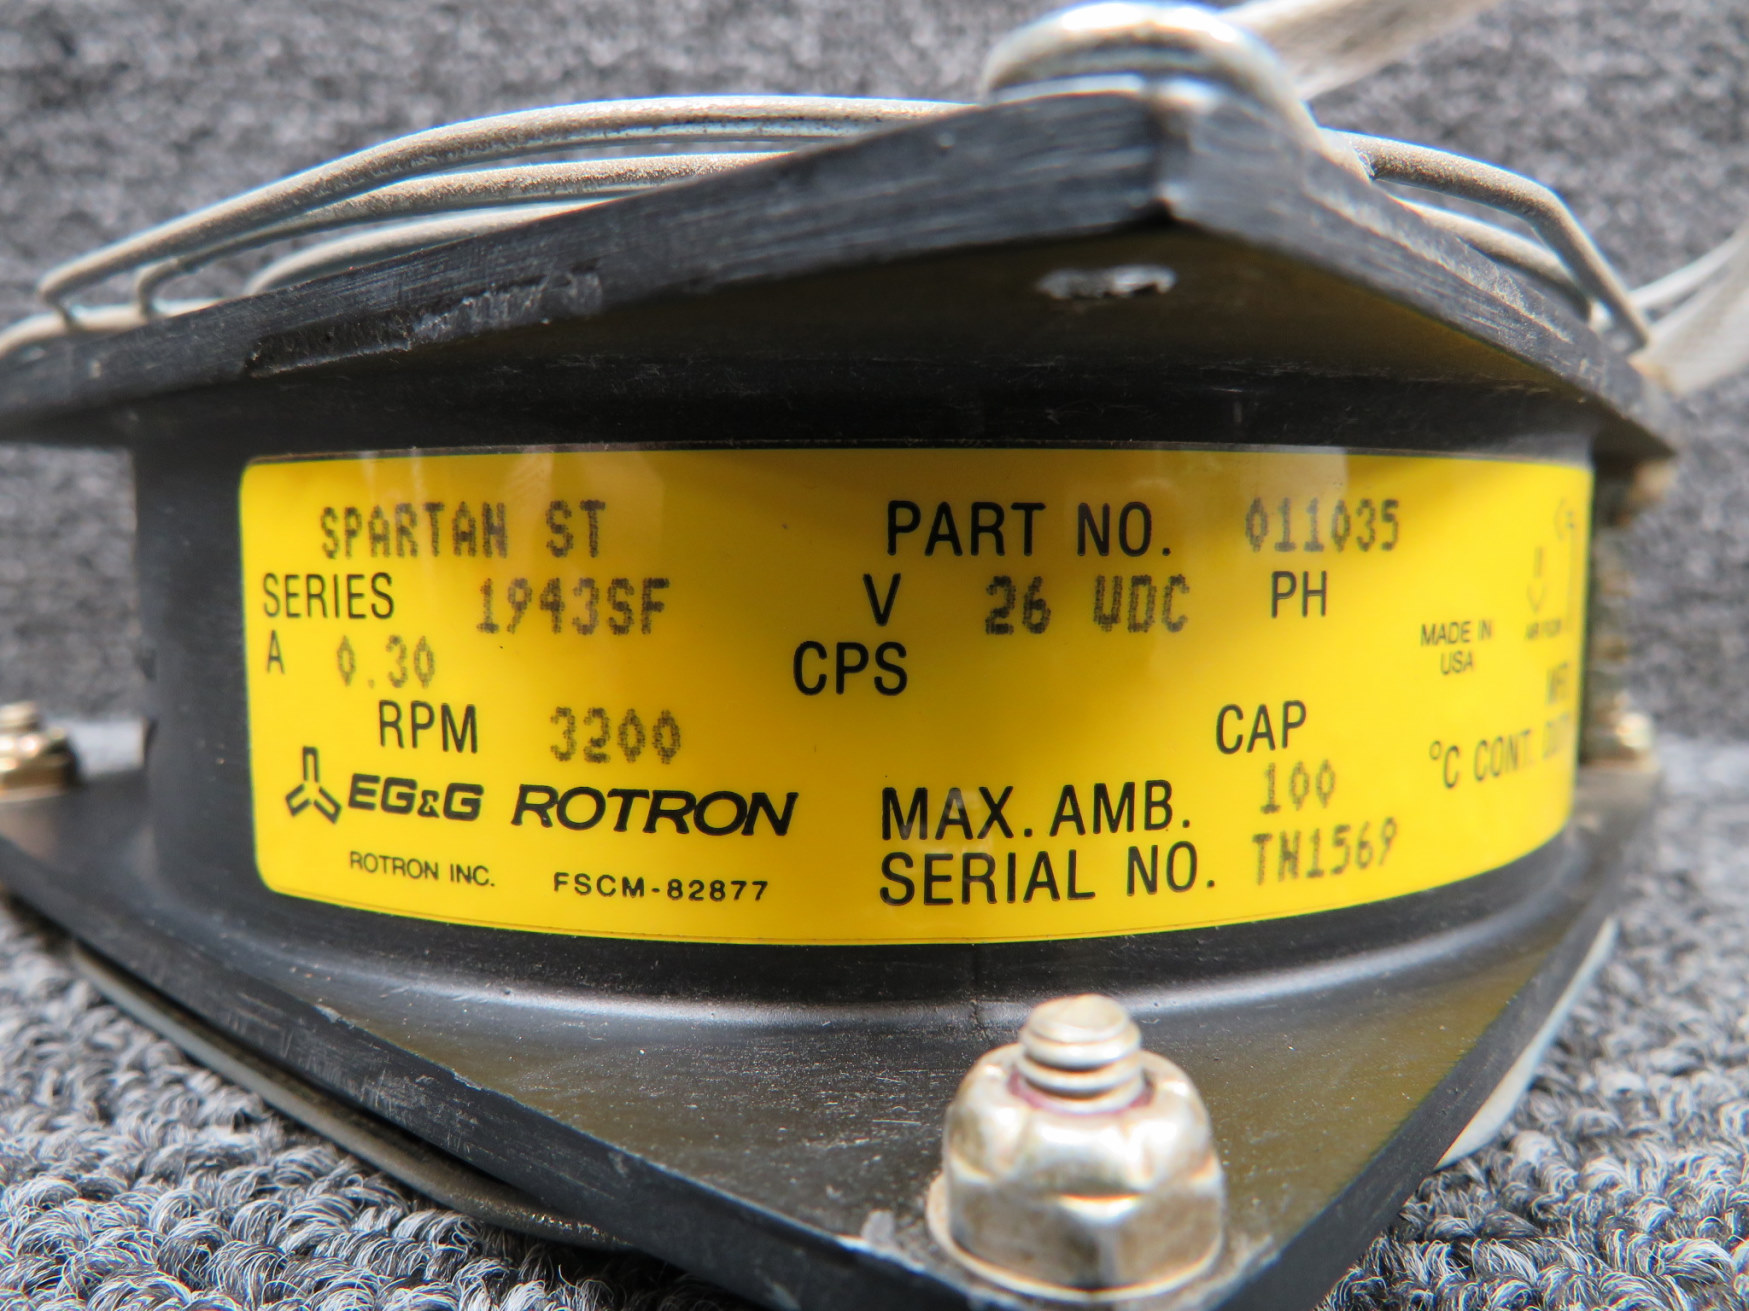 SPARTAN ST PART NO. 011035
SERIES 1943SF V 26 VDC PH
A 0.30 CPS MADE IN
USA
RPM 3200 CAP
EG&G ROTRON MAX. AMB. 100 °C CONT.
ROTRON INC. FSCM-82877 SERIAL NO. TN1569